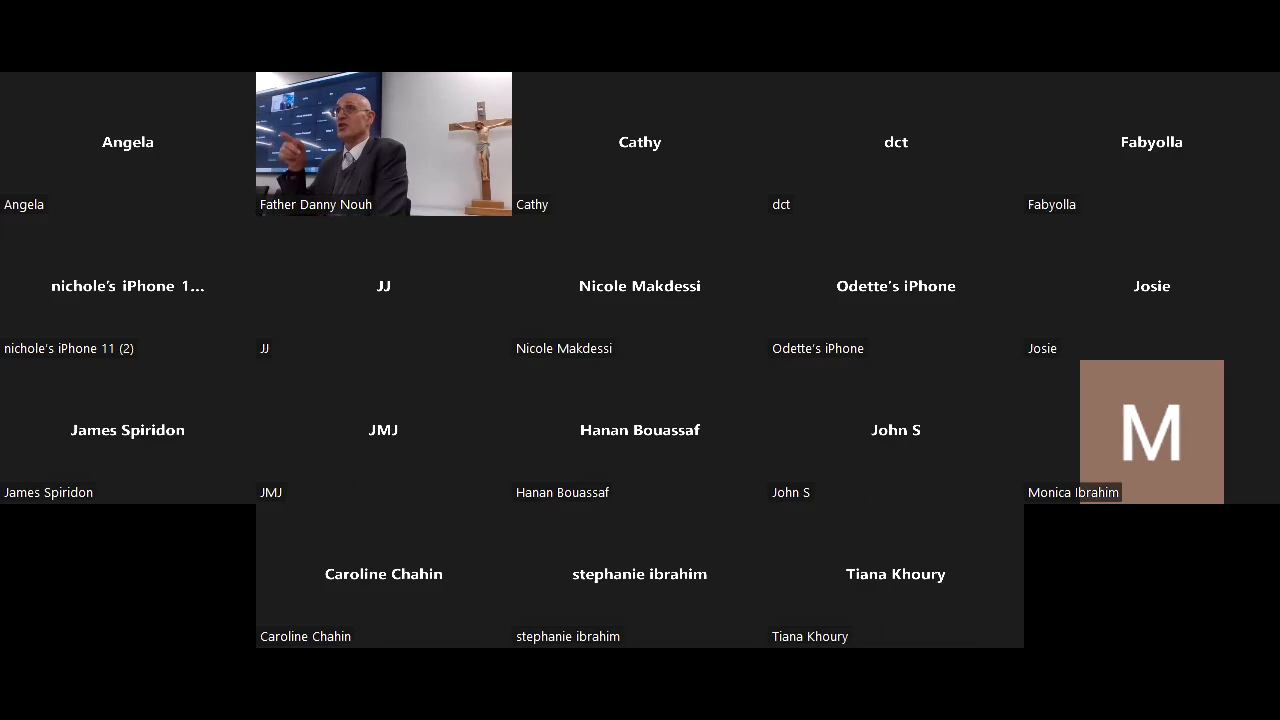 Angela
Cathy
dct
Fabyolla
Angela
Father Danny Nouh
Cathy
dct
Fabyolla
nichole's iPhone 1...
JJ
Nicole Makdessi
Odette's iPhone
Josie
nichole's iPhone 11 (2)
JJ
Nicole Makdessi
Odette's iPhone
Josie
James Spiridon
JMJ
Hanan Bouassaf
John S
M
James Spiridon
JMJ
Hanan Bouassaf
John S
Monica Ibrahim
Caroline Chahin
stephanie ibrahim
Tiana Khoury
Caroline Chahin
stephanie ibrahim
Tiana Khoury